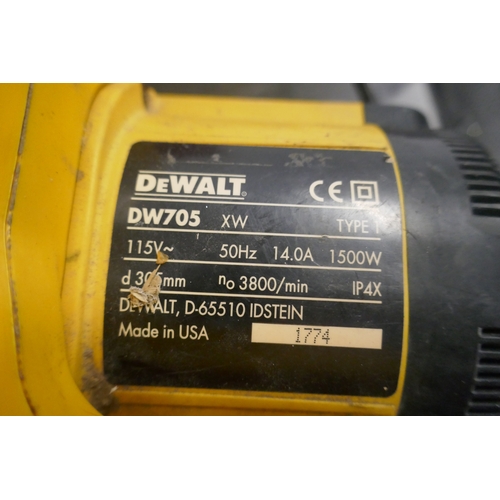 DEWALT
CE
DW705 XW TYPE 1
115V~ 50Hz 14.0A 1500W
d 305mm no 3800/min IP4X
DEWALT, D-65510 IDSTEIN
Made in USA 1774